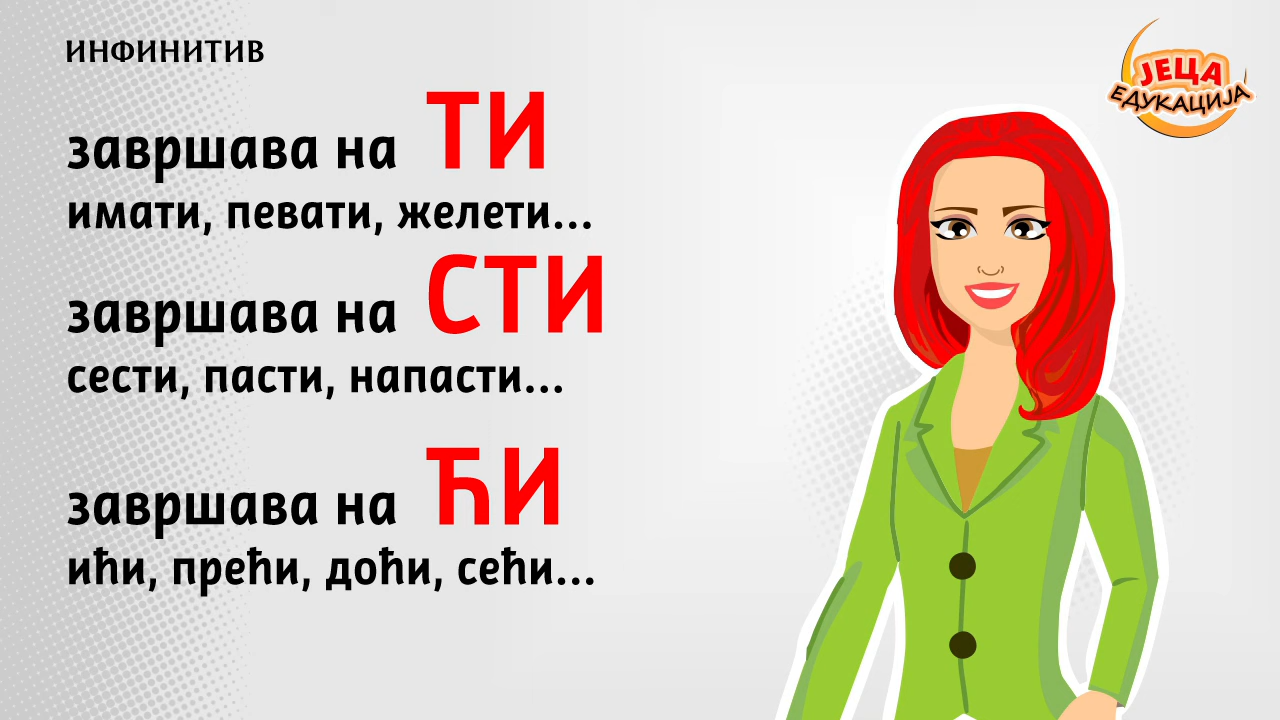 ИНФИНИТИВ
ЈЕЦА
ЕДУКАЦИЈА
завршава на ТИ
имати, певати, желети...
завршава на СТИ
сести, пасти, напасти...
завршава на ЋИ
ићи, прећи, доћи, сећи...